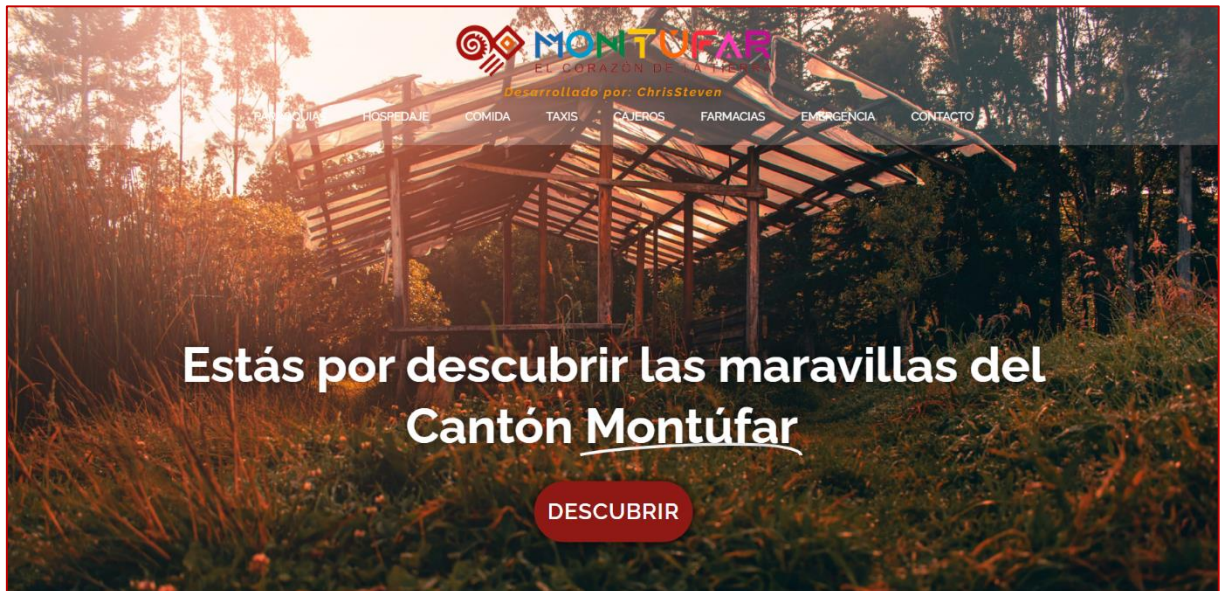 MONTÚFAR
EL CORAZÓN DE LA TIERRA
Desarrollado por: ChrisSteven
PARROQUIAS HOSPEDAJE COMIDA TAXIS CAJEROS FARMACIAS EMERGENCIA CONTACTO
Estás por descubrir las maravillas del
Cantón Montúfar
DESCUBRIR